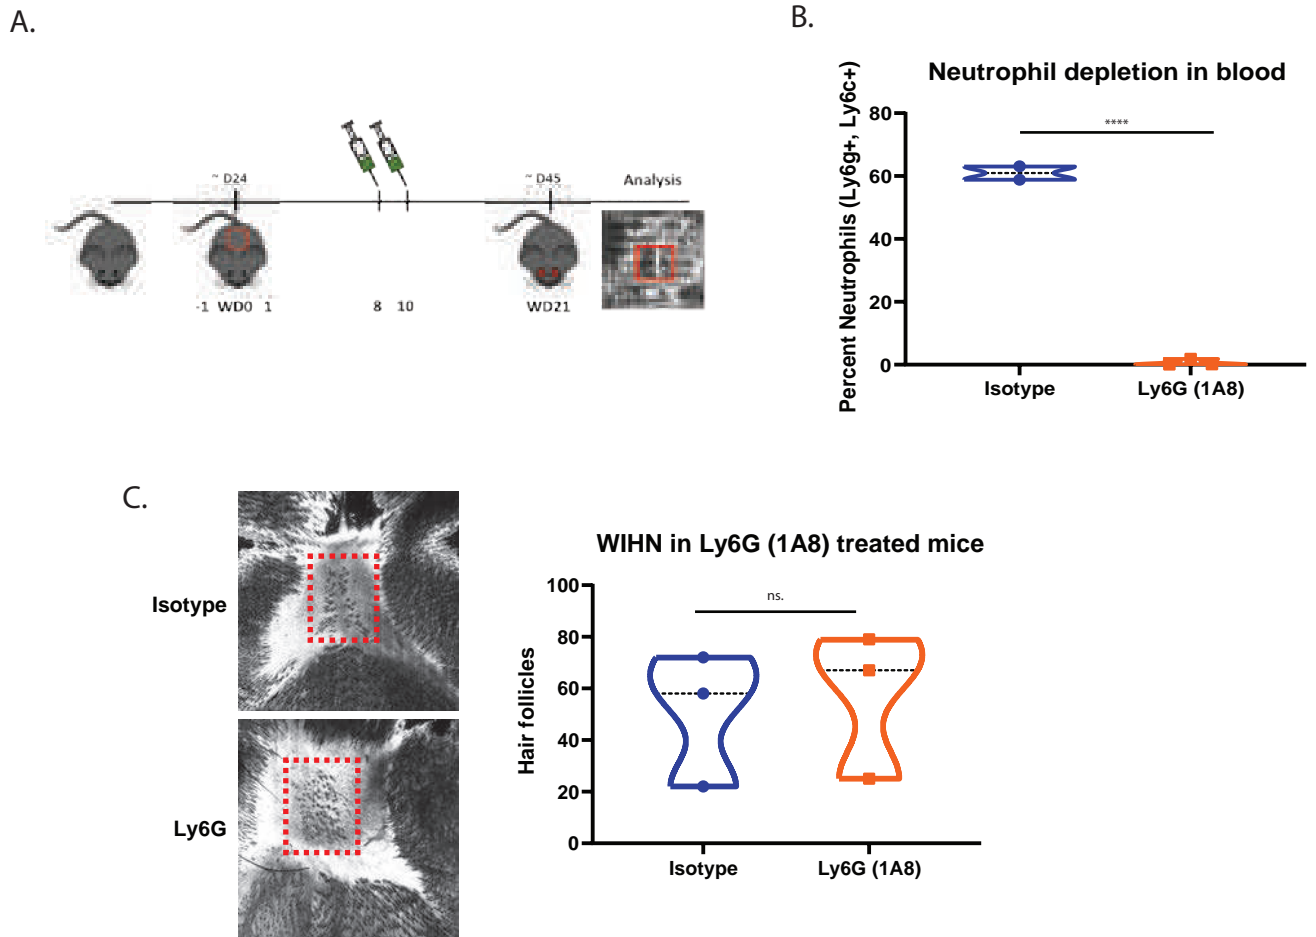 A.
~ D24
~ D45
Analysis
-1 WD0 1
8 10
WD21
B.
Neutrophil depletion in blood
Percent Neutrophils (Ly6g+, Ly6c+)
80
60
40
20
0
****
Isotype
Ly6G (1A8)
C.
Isotype
Ly6G
WIHN in Ly6G (1A8) treated mice
Hair follicles
100
80
60
40
20
0
ns.
Isotype
Ly6G (1A8)